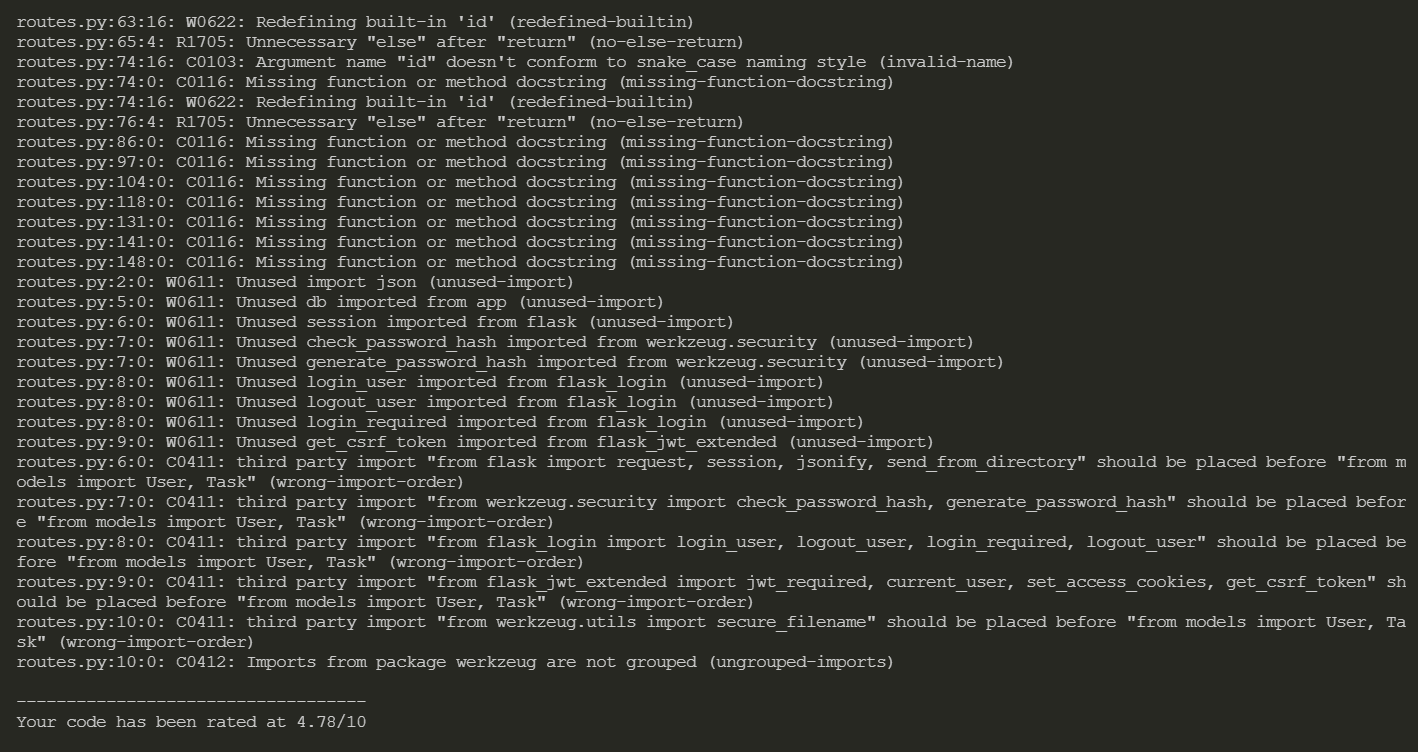 routes.py:63:16: W0622: Redefining built-in 'id' (redefined-builtin)
routes.py:65:4: R1705: Unnecessary "else" after "return" (no-else-return)
routes.py:74:16: C0103: Argument name "id" doesn't conform to snake_case naming style (invalid-name)
routes.py:74:0: C0116: Missing function or method docstring (missing-function-docstring)
routes.py:74:16: W0622: Redefining built-in 'id' (redefined-builtin)
routes.py:76:4: R1705: Unnecessary "else" after "return" (no-else-return)
routes.py:86:0: C0116: Missing function or method docstring (missing-function-docstring)
routes.py:97:0: C0116: Missing function or method docstring (missing-function-docstring)
routes.py:104:0: C0116: Missing function or method docstring (missing-function-docstring)
routes.py:118:0: C0116: Missing function or method docstring (missing-function-docstring)
routes.py:131:0: C0116: Missing function or method docstring (missing-function-docstring)
routes.py:141:0: C0116: Missing function or method docstring (missing-function-docstring)
routes.py:148:0: C0116: Missing function or method docstring (missing-function-docstring)
routes.py:2:0: W0611: Unused import json (unused-import)
routes.py:5:0: W0611: Unused db imported from app (unused-import)
routes.py:6:0: W0611: Unused session imported from flask (unused-import)
routes.py:7:0: W0611: Unused check_password_hash imported from werkzeug.security (unused-import)
routes.py:7:0: W0611: Unused generate_password_hash imported from werkzeug.security (unused-import)
routes.py:8:0: W0611: Unused login_user imported from flask_login (unused-import)
routes.py:8:0: W0611: Unused logout_user imported from flask_login (unused-import)
routes.py:8:0: W0611: Unused login_required imported from flask_login (unused-import)
routes.py:9:0: W0611: Unused get_csrf_token imported from flask_jwt_extended (unused-import)
routes.py:6:0: C0411: third party import "from flask import request, session, jsonify, send_from_directory" should be placed before "from m
odels import User, Task" (wrong-import-order)
routes.py:7:0: C0411: third party import "from werkzeug.security import check_password_hash, generate_password_hash" should be placed befor
e "from models import User, Task" (wrong-import-order)
routes.py:8:0: C0411: third party import "from flask_login import login_user, logout_user, login_required, logout_user" should be placed be
fore "from models import User, Task" (wrong-import-order)
routes.py:9:0: C0411: third party import "from flask_jwt_extended import jwt_required, current_user, set_access_cookies, get_csrf_token" sh
ould be placed before "from models import User, Task" (wrong-import-order)
routes.py:10:0: C0411: third party import "from werkzeug.utils import secure_filename" should be placed before "from models import User, Ta
sk" (wrong-import-order)
routes.py:10:0: C0412: Imports from package werkzeug are not grouped (ungrouped-imports)
-----------------------------------
Your code has been rated at 4.78/10